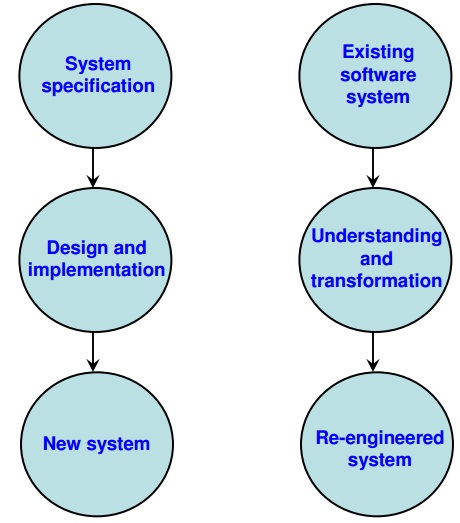 System
specification
Design and
implementation
New system
Existing
software
system
Understanding
and
transformation
Re-engineered
system